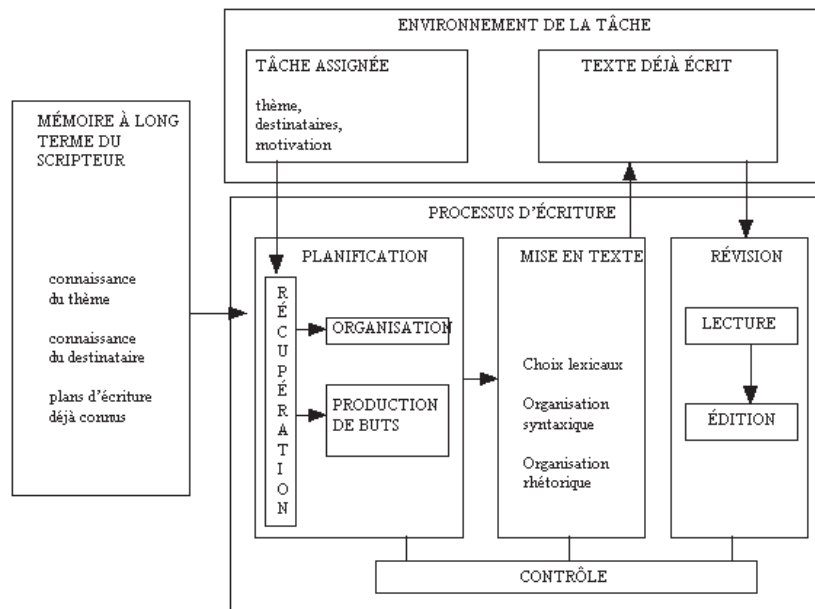 ENVIRONNEMENT DE LA TÂCHE
TÂCHE ASSIGNÉE
thème,
destinataires,
motivation
TEXTE DÉJÀ ÉCRIT
MÉMOIRE À LONG
TERME DU
SCRIPTEUR
connaissance
du thème
connaissance
du destinataire
plans d'écriture
déjà connus
PROCESSUS D'ÉCRITURE
PLANIFICATION
RÉCUPÉRATION
ORGANISATION
PRODUCTION
DE BUTS
MISE EN TEXTE
Choix lexicaux
Organisation
syntaxique
Organisation
rhétorique
RÉVISION
LECTURE
ÉDITION
CONTRÔLE